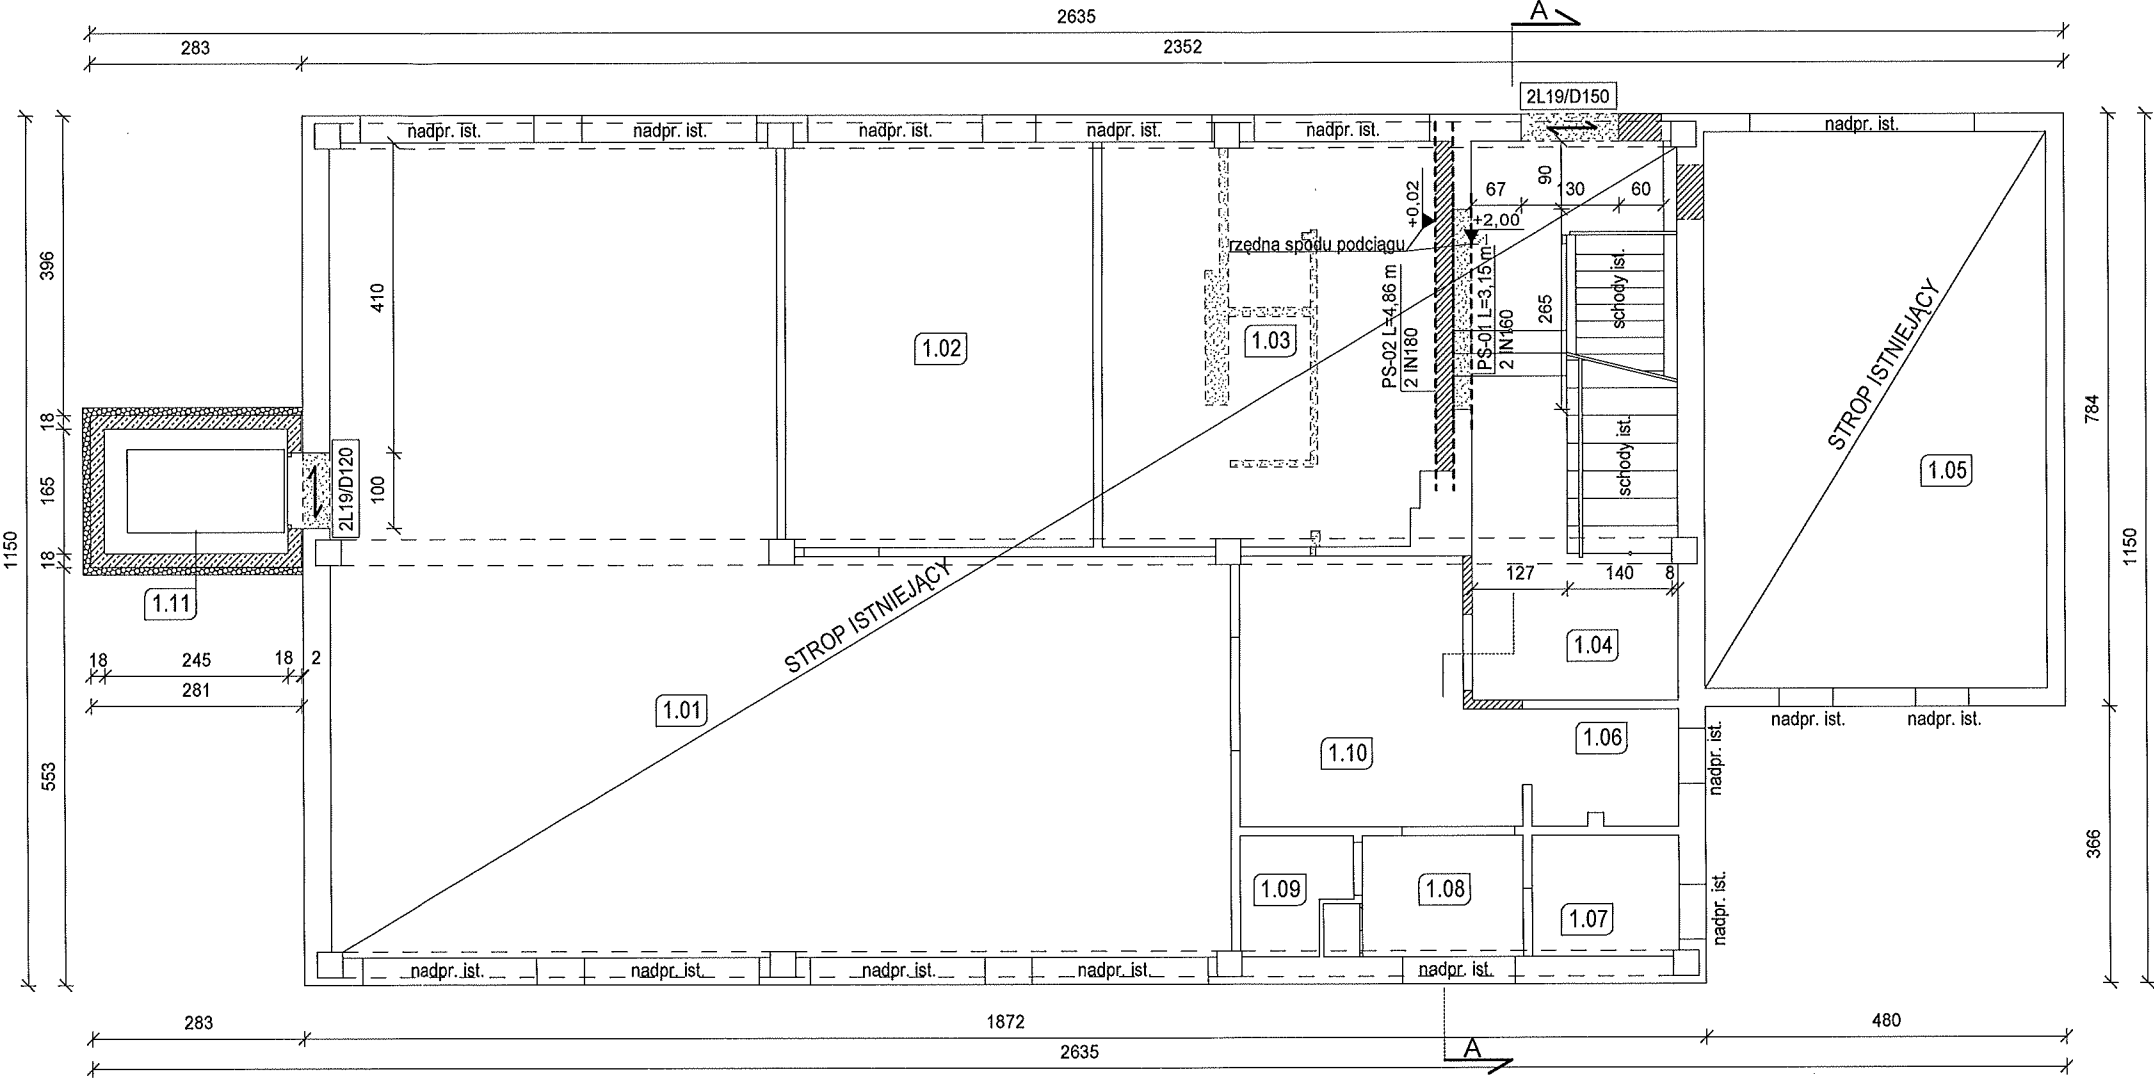 2635
A
283
2352
2L19/D150
nadpr. ist.
nadpr. ist.
nadpr. ist.
nadpr. ist.
nadpr. ist.
nadpr. ist.
90
67
130
60
+0,02
+2,00
rzędna spodu podciągu
396
410
PS-02 L=4,86 m
2 IN180
PS-01 L=3,15 m
2 IN160
265
schody ist.
1.02
1.03
STROP ISTNIEJĄCY
784
18
165
18
100
2L19/D120
schody ist.
1.05
1150
1150
1.11
STROP ISTNIEJĄCY
127
140
8
18
245
18
2
281
1.04
1.01
1.10
1.06
nadpr. ist.
nadpr. ist.
nadpr. ist.
553
366
1.09
1.08
1.07
nadpr. ist.
nadpr. ist.
nadpr. ist.
nadpr. ist.
nadpr. ist.
nadpr. ist.
283
1872
480
2635
A